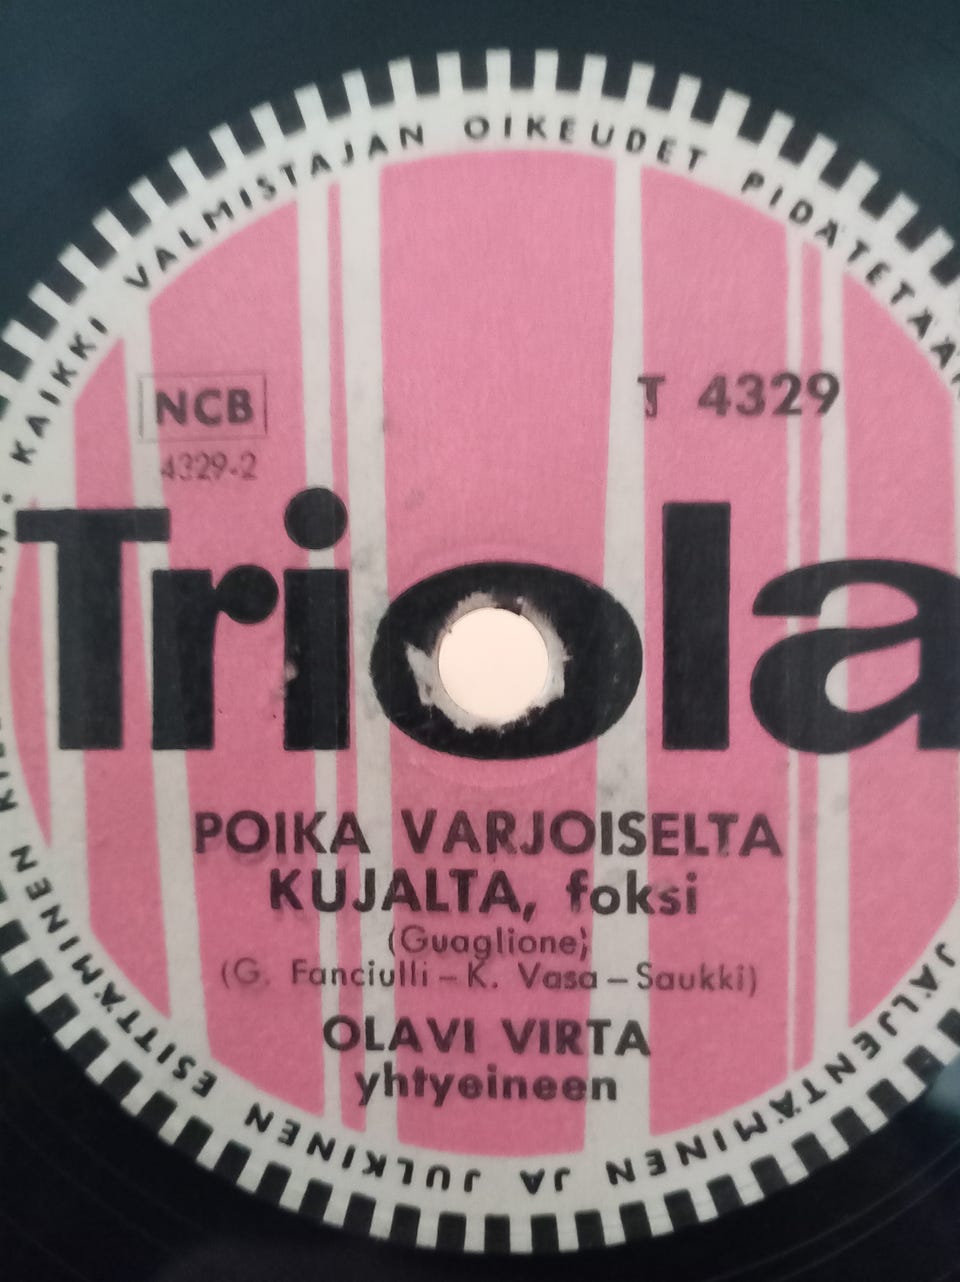 KAIKKI VALMISTAJAN OIKEUDET PIDÄTETÄÄN
JÄLJENTÄMINEN JA JULKINEN ESITTÄMINEN
NCB
T 4329
4329-2
Triola
POIKA VARJOISELTA
KUJALTA, foksi
(Guaglione)
(G. Fanciulli – K. Vasa – Saukki)
OLAVI VIRTA
yhtyeineen